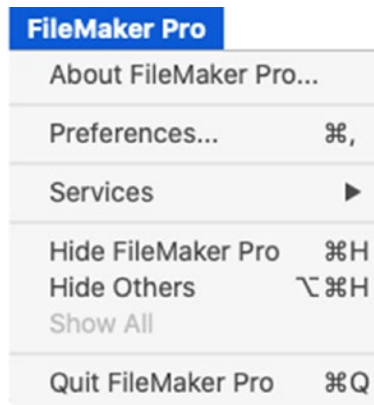 FileMaker Pro
About FileMaker Pro...
Preferences... ⌘,
Services ▶
Hide FileMaker Pro ⌘H
Hide Others ⌥⌘H
Show All
Quit FileMaker Pro ⌘Q